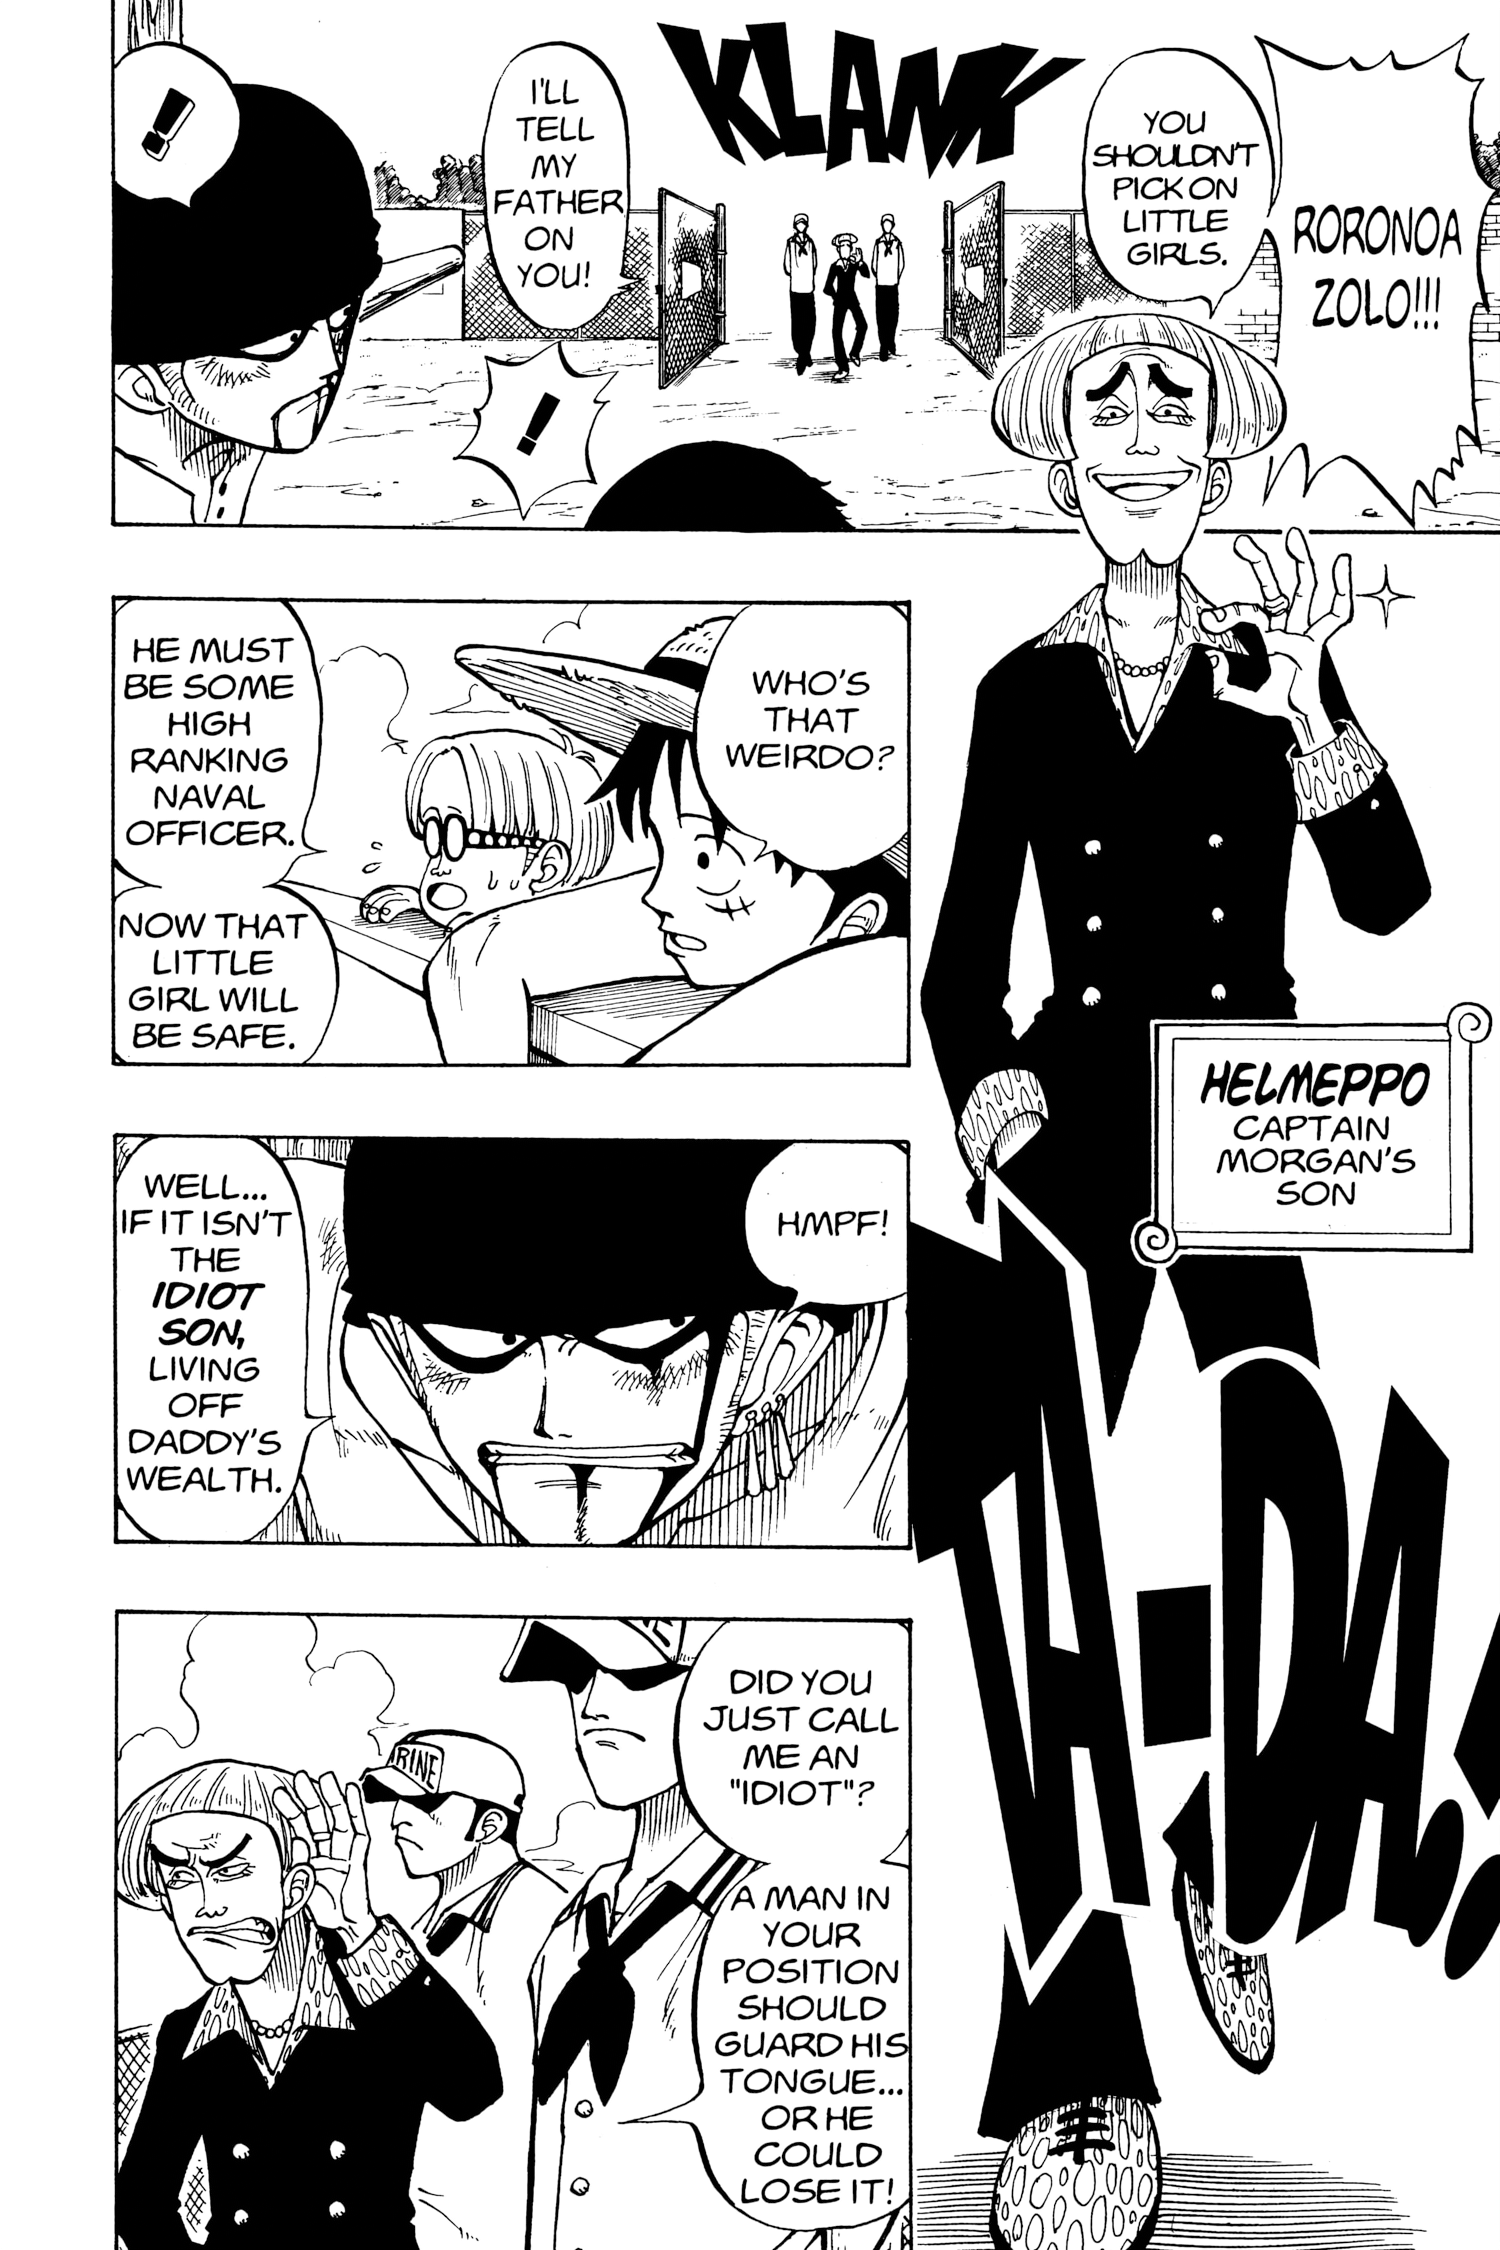 RORONOA
ZOLO!!!
YOU
SHOULDN'T
PICK ON
LITTLE
GIRLS.
KLANK
I'LL
TELL
MY
FATHER
ON
YOU!
!
!
HELMEPPO
CAPTAIN
MORGAN'S
SON
TA-DA!!
WHO'S
THAT
WEIRDO?
HE MUST
BE SOME
HIGH
RANKING
NAVAL
OFFICER.
NOW THAT
LITTLE
GIRL WILL
BE SAFE.
HMPF!
WELL...
IF IT ISN'T
THE
IDIOT
SON,
LIVING
OFF
DADDY'S
WEALTH.
DID YOU
JUST CALL
ME AN
"IDIOT"?
A MAN IN
YOUR
POSITION
SHOULD
GUARD HIS
TONGUE...
OR HE
COULD
LOSE IT!
RINE